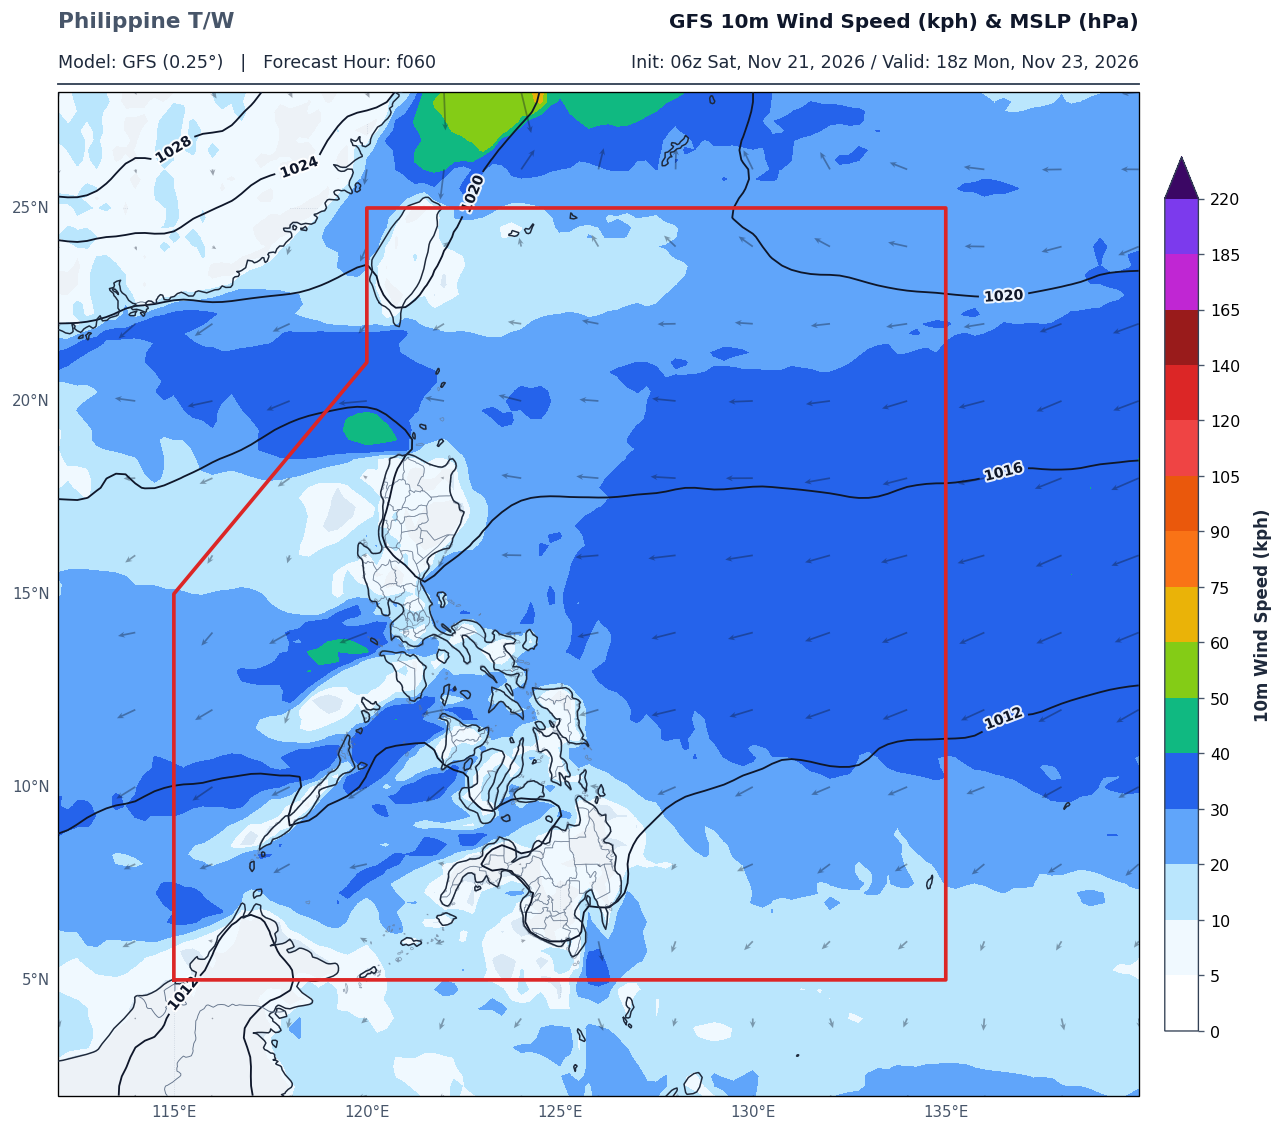 Philippine T/W
GFS 10m Wind Speed (kph) & MSLP (hPa)
Model: GFS (0.25°) | Forecast Hour: f060
Init: 06z Sat, Nov 21, 2026 / Valid: 18z Mon, Nov 23, 2026
1028
1024
1020
1020
1016
1012
1012
25°N
20°N
15°N
10°N
5°N
115°E
120°E
125°E
130°E
135°E
220
185
165
140
120
105
90
75
60
50
40
30
20
10
5
0
10m Wind Speed (kph)